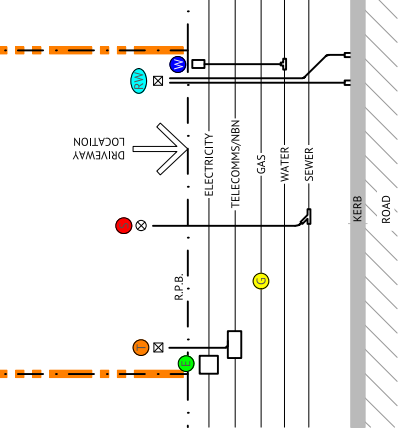 W
RW
DRIVEWAY
LOCATION
ELECTRICITY
TELECOMMS/NBN
GAS
WATER
SEWER
KERB
ROAD
R.P.B.
G
T
E